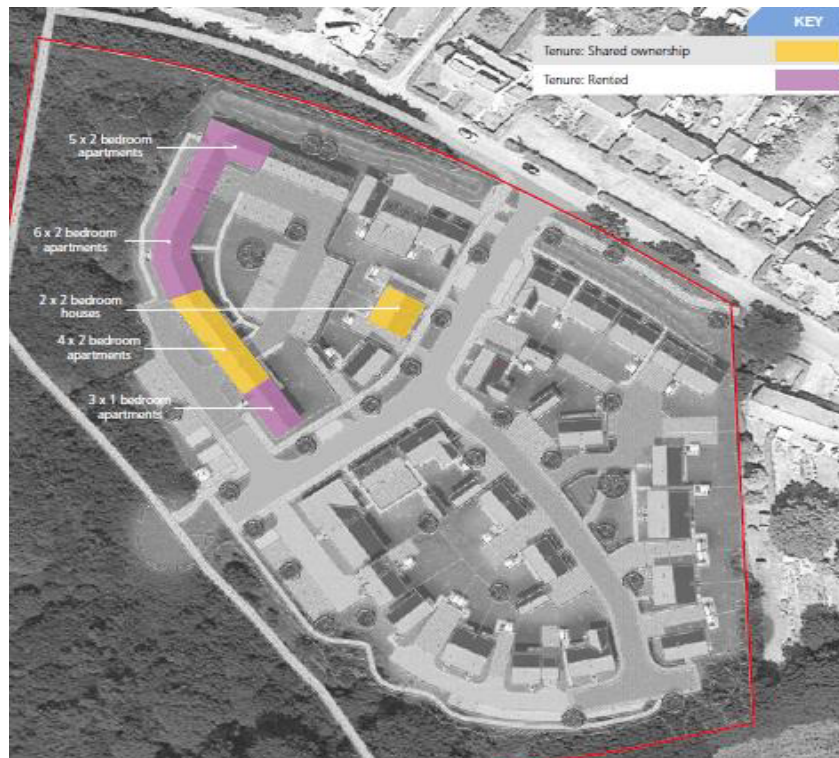 KEY
Tenure: Shared ownership
Tenure: Rented
5 x 2 bedroom
apartments
6 x 2 bedroom
apartments
2 x 2 bedroom
houses
4 x 2 bedroom
apartments
3 x 1 bedroom
apartments